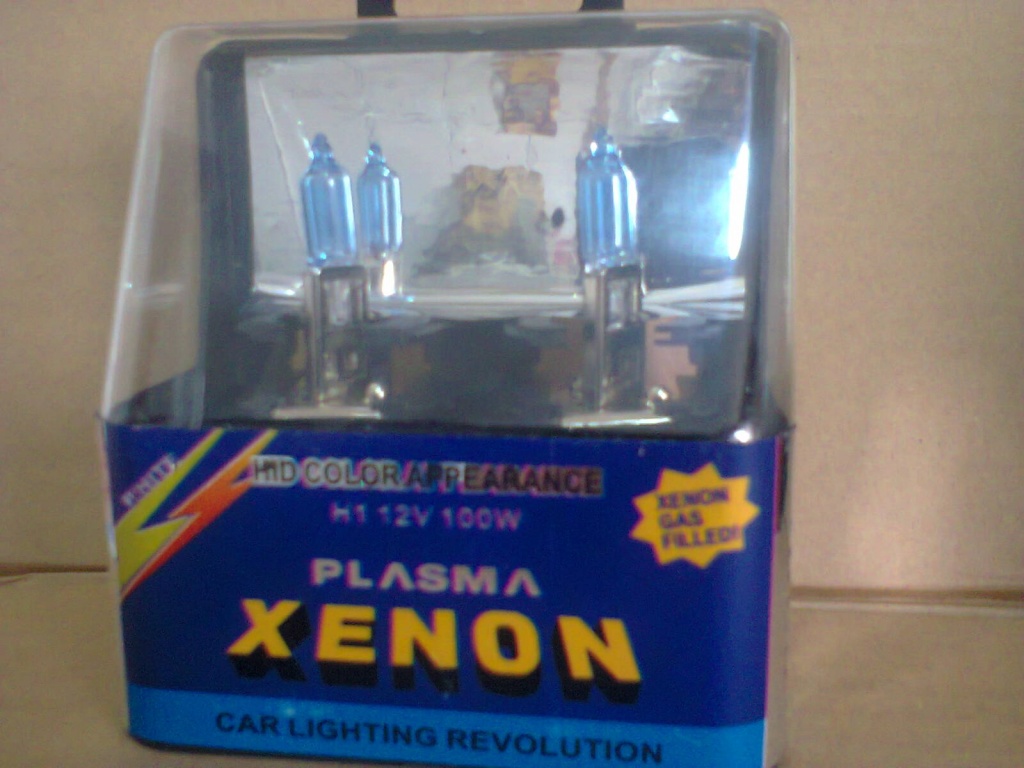 HID COLOR APPEARANCE
H1 12V 100W
XENON
GAS
FILLED!
PLASMA
XENON
CAR LIGHTING REVOLUTION